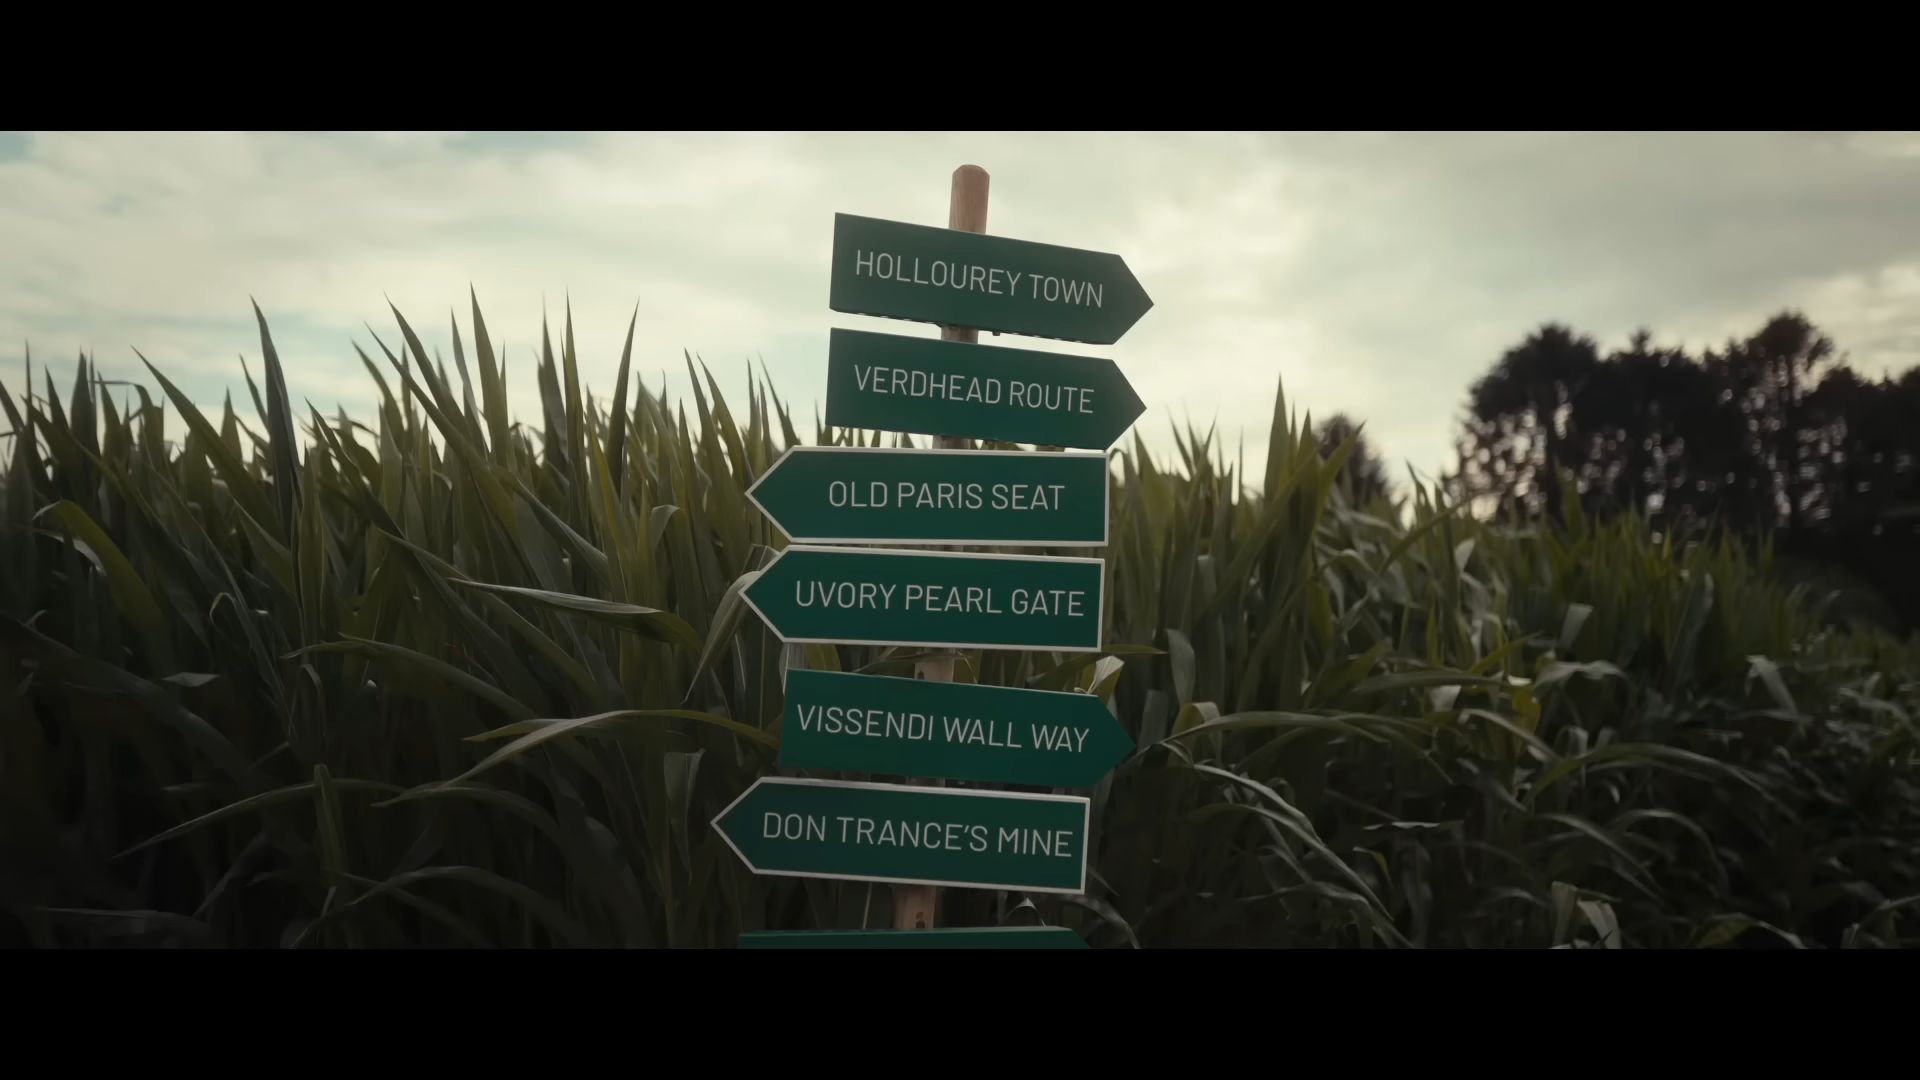 HOLLOUREY TOWN
VERDHEAD ROUTE
OLD PARIS SEAT
UVORY PEARL GATE
VISSENDI WALL WAY
DON TRANCE'S MINE